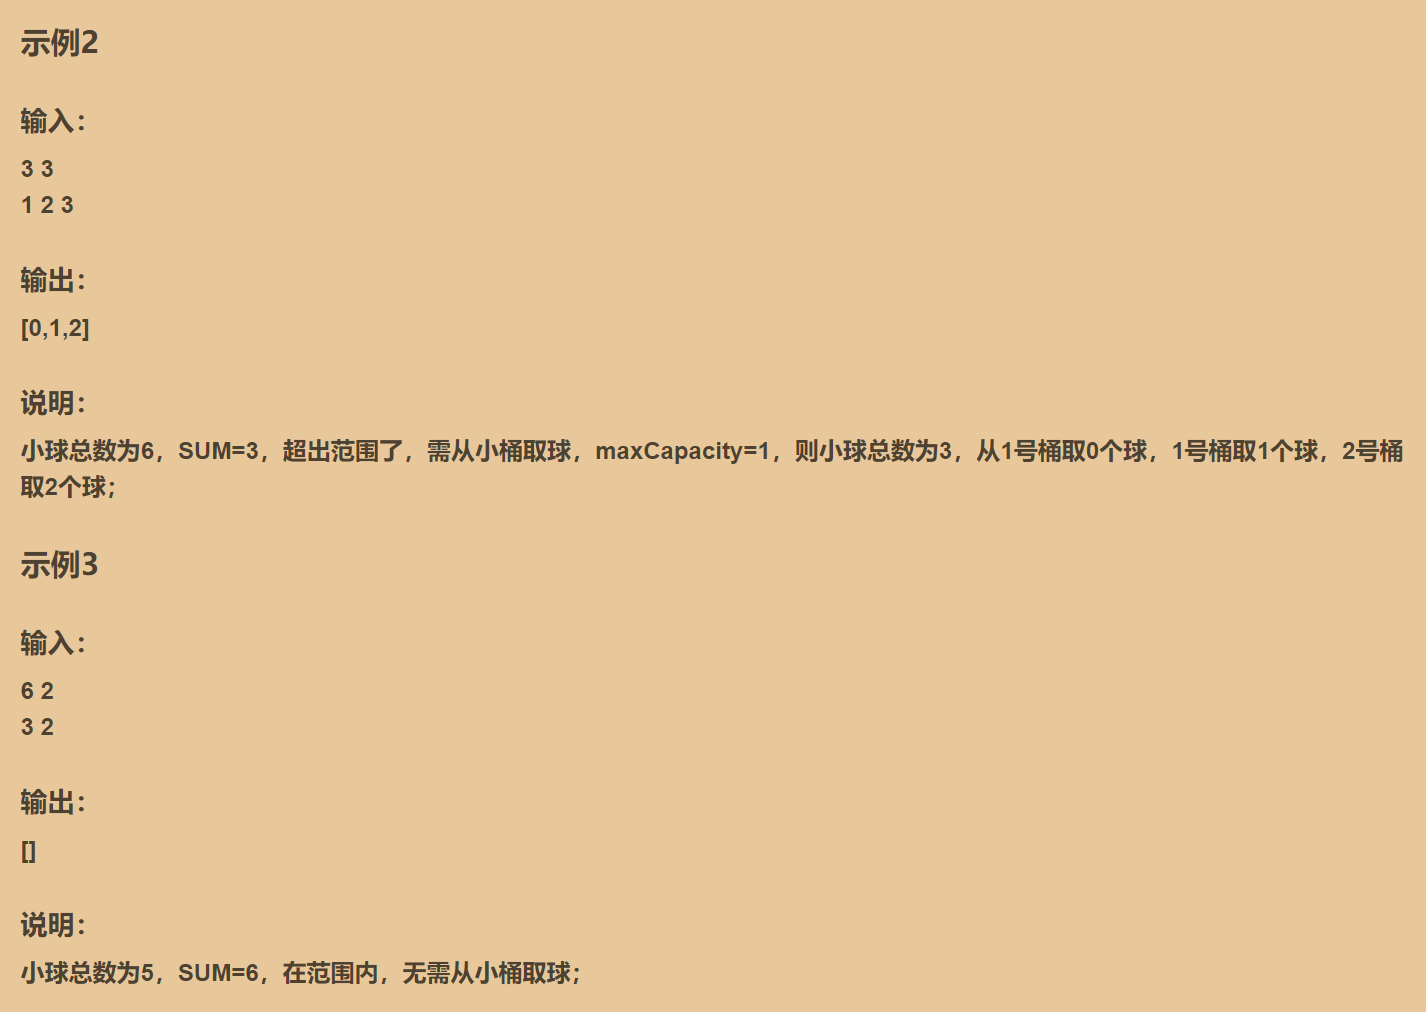 示例2
输入：
3 3
1 2 3
输出：
[0,1,2]
说明：
小球总数为6，SUM=3，超出范围了，需从小桶取球，maxCapacity=1，则小球总数为3，从1号桶取0个球，1号桶取1个球，2号桶
取2个球；
示例3
输入：
6 2
3 2
输出：
[]
说明：
小球总数为5，SUM=6，在范围内，无需从小桶取球；